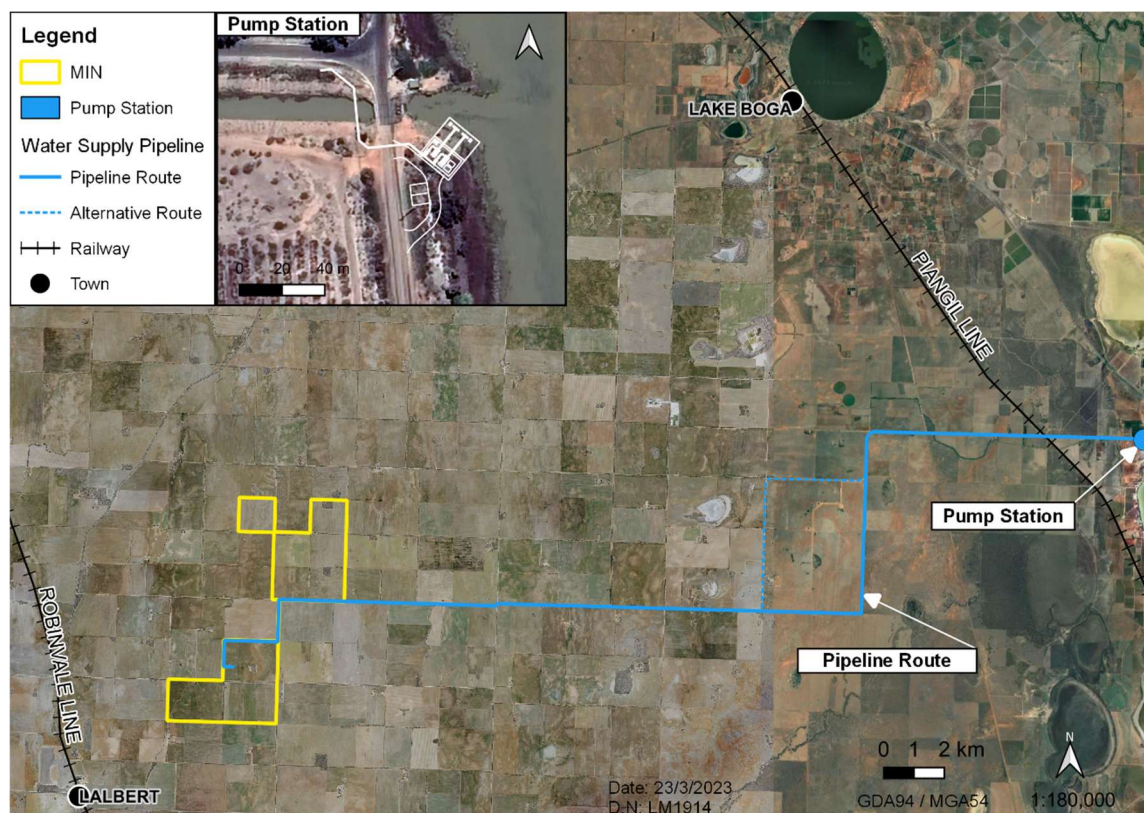 Legend
MIN
Pump Station
Water Supply Pipeline
Pipeline Route
Alternative Route
Railway
Town
Pump Station
0 20 40 m
LAKE BOGA
PIANGIL LINE
Pump Station
Pipeline Route
ROBINVALE LINE
LALBERT
Date: 23/3/2023
D-N: LM1914
0 1 2 km
GDA94 / MGA54
N
1:180,000